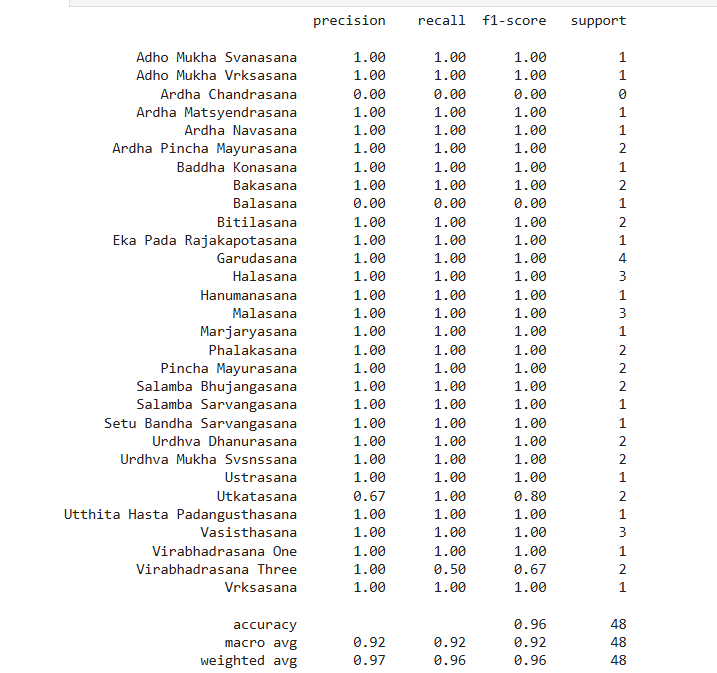 precision recall f1-score support
Adho Mukha Svanasana 1.00 1.00 1.00 1
Adho Mukha Vrksasana 1.00 1.00 1.00 1
Ardha Chandrasana 0.00 0.00 0.00 0
Ardha Matsyendrasana 1.00 1.00 1.00 1
Ardha Navasana 1.00 1.00 1.00 1
Ardha Pincha Mayurasana 1.00 1.00 1.00 2
Baddha Konasana 1.00 1.00 1.00 1
Bakasana 1.00 1.00 1.00 2
Balasana 0.00 0.00 0.00 1
Bitilasana 1.00 1.00 1.00 2
Eka Pada Rajakapotasana 1.00 1.00 1.00 1
Garudasana 1.00 1.00 1.00 4
Halasana 1.00 1.00 1.00 3
Hanumanasana 1.00 1.00 1.00 1
Malasana 1.00 1.00 1.00 3
Marjaryasana 1.00 1.00 1.00 1
Phalakasana 1.00 1.00 1.00 2
Pincha Mayurasana 1.00 1.00 1.00 2
Salamba Bhujangasana 1.00 1.00 1.00 2
Salamba Sarvangasana 1.00 1.00 1.00 1
Setu Bandha Sarvangasana 1.00 1.00 1.00 1
Urdhva Dhanurasana 1.00 1.00 1.00 2
Urdhva Mukha Svsnssana 1.00 1.00 1.00 2
Ustrasana 1.00 1.00 1.00 1
Utkatasana 0.67 1.00 0.80 2
Utthita Hasta Padangusthasana 1.00 1.00 1.00 1
Vasisthasana 1.00 1.00 1.00 3
Virabhadrasana One 1.00 1.00 1.00 1
Virabhadrasana Three 1.00 0.50 0.67 2
Vrksasana 1.00 1.00 1.00 1
accuracy 0.96 48
macro avg 0.92 0.92 0.92 48
weighted avg 0.97 0.96 0.96 48